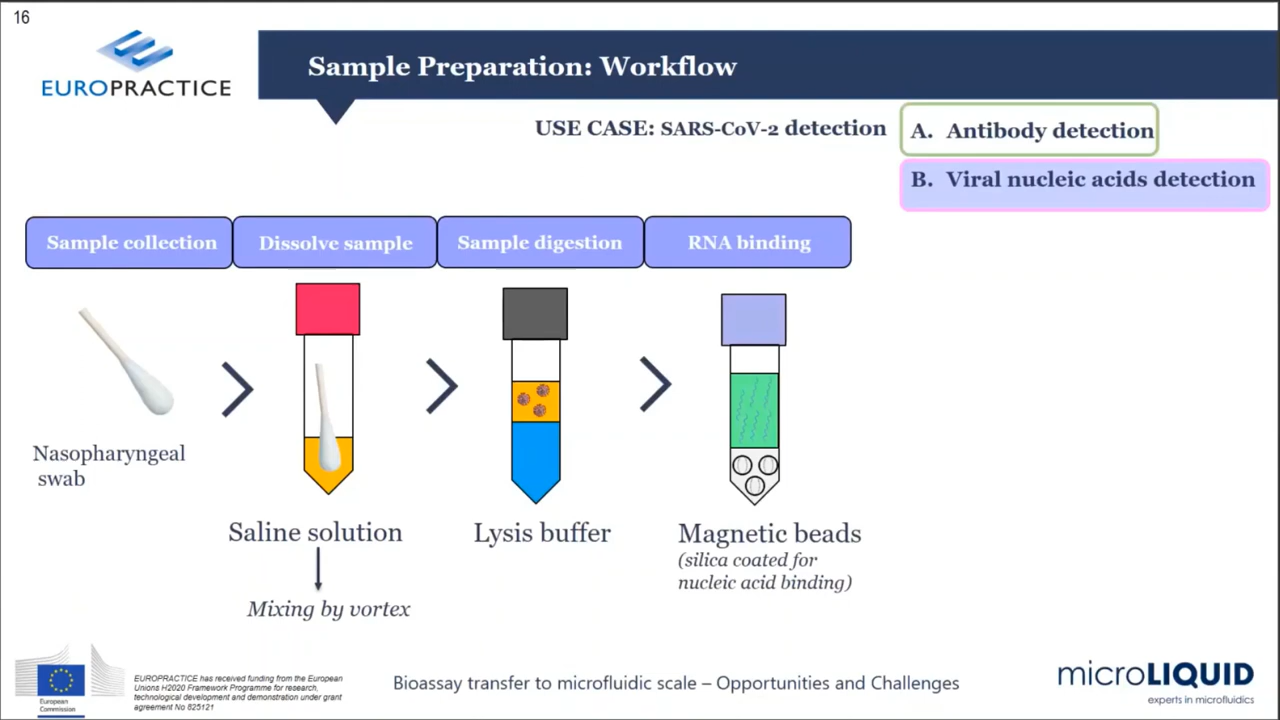 16
EUROPRACTICE
Sample Preparation: Workflow
USE CASE: SARS-CoV-2 detection
A. Antibody detection
B. Viral nucleic acids detection
Sample collection
Dissolve sample
Sample digestion
RNA binding
Nasopharyngeal
swab
Saline solution
Mixing by vortex
Lysis buffer
Magnetic beads
(silica coated for
nucleic acid binding)
European
Commission
EUROPRACTICE has received funding from the European
Unions H2020 Framework Programme for research,
technological development and demonstration under grant
agreement No 825121
Bioassay transfer to microfluidic scale – Opportunities and Challenges
microLIQUID
experts in microfluidics